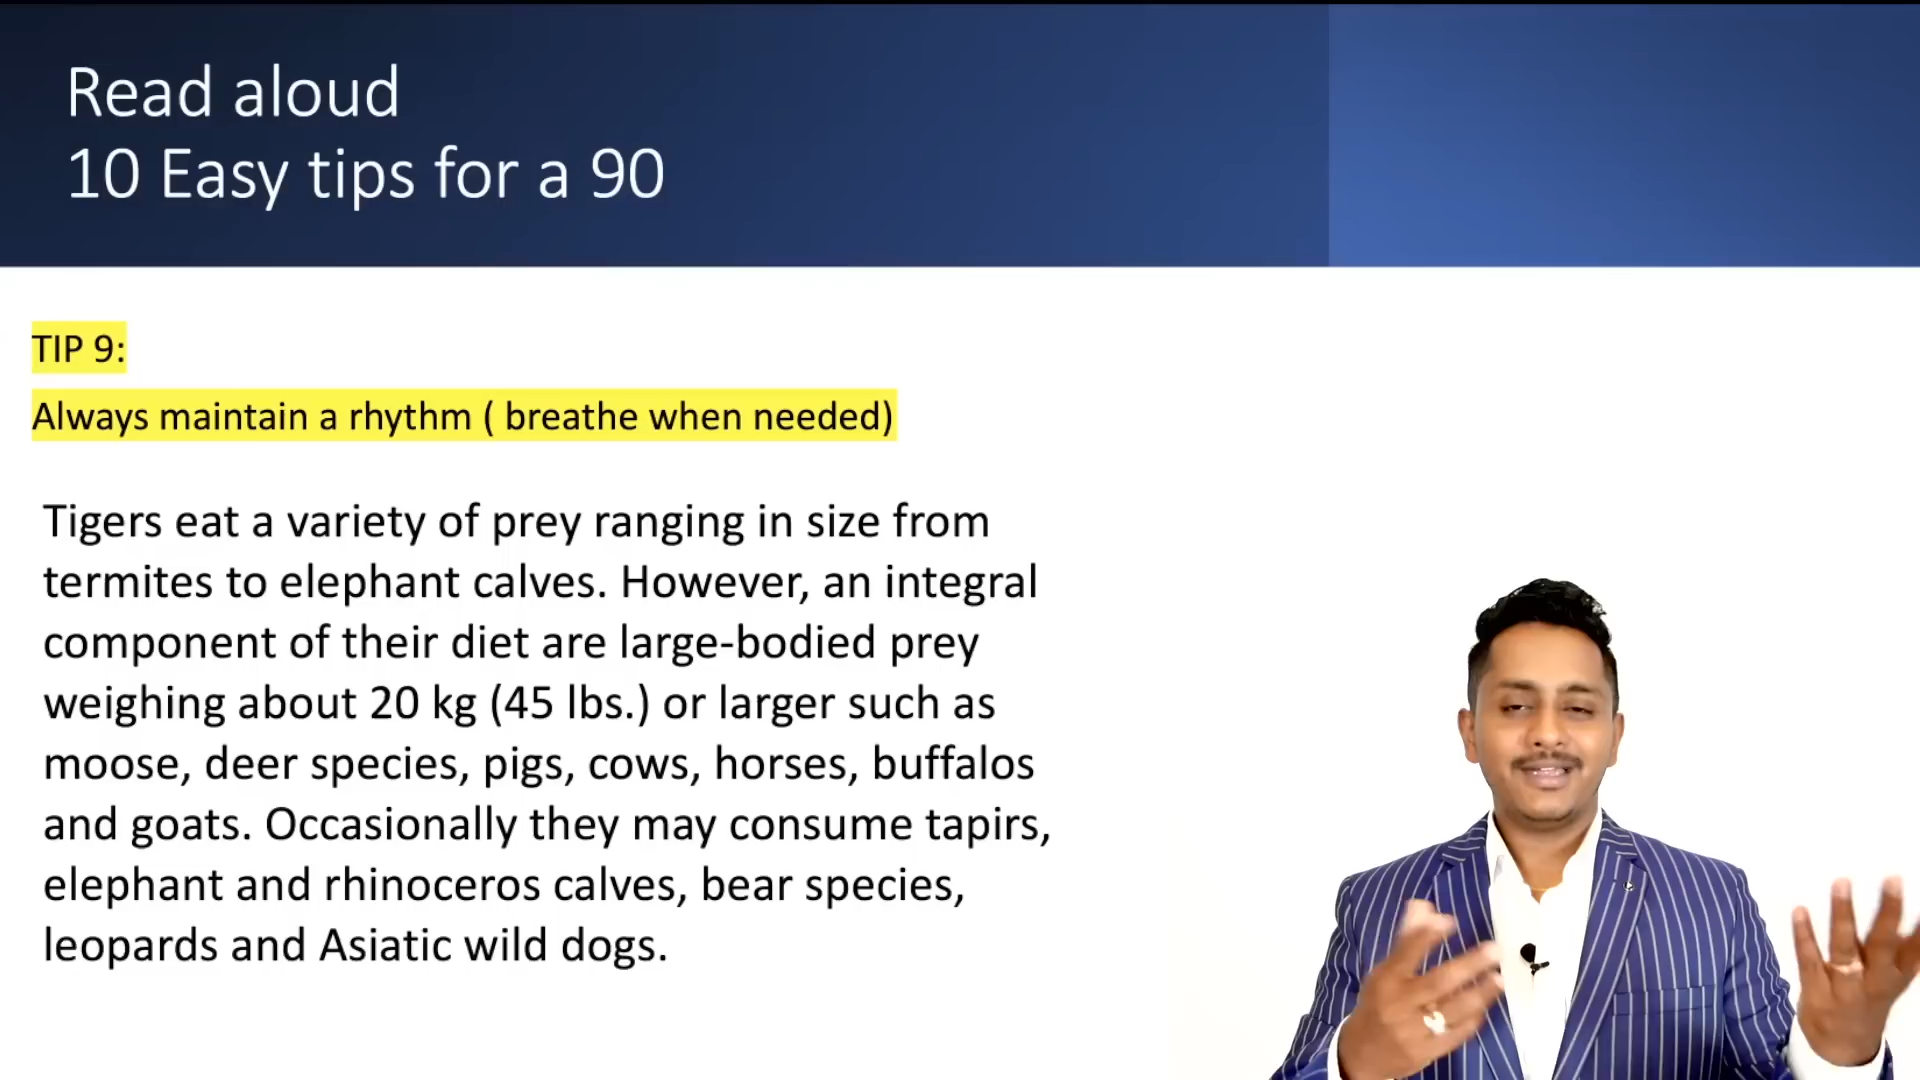 Read aloud
10 Easy tips for a 90
TIP 9:
Always maintain a rhythm ( breathe when needed)
Tigers eat a variety of prey ranging in size from
termites to elephant calves. However, an integral
component of their diet are large-bodied prey
weighing about 20 kg (45 lbs.) or larger such as
moose, deer species, pigs, cows, horses, buffalos
and goats. Occasionally they may consume tapirs,
elephant and rhinoceros calves, bear species,
leopards and Asiatic wild dogs.